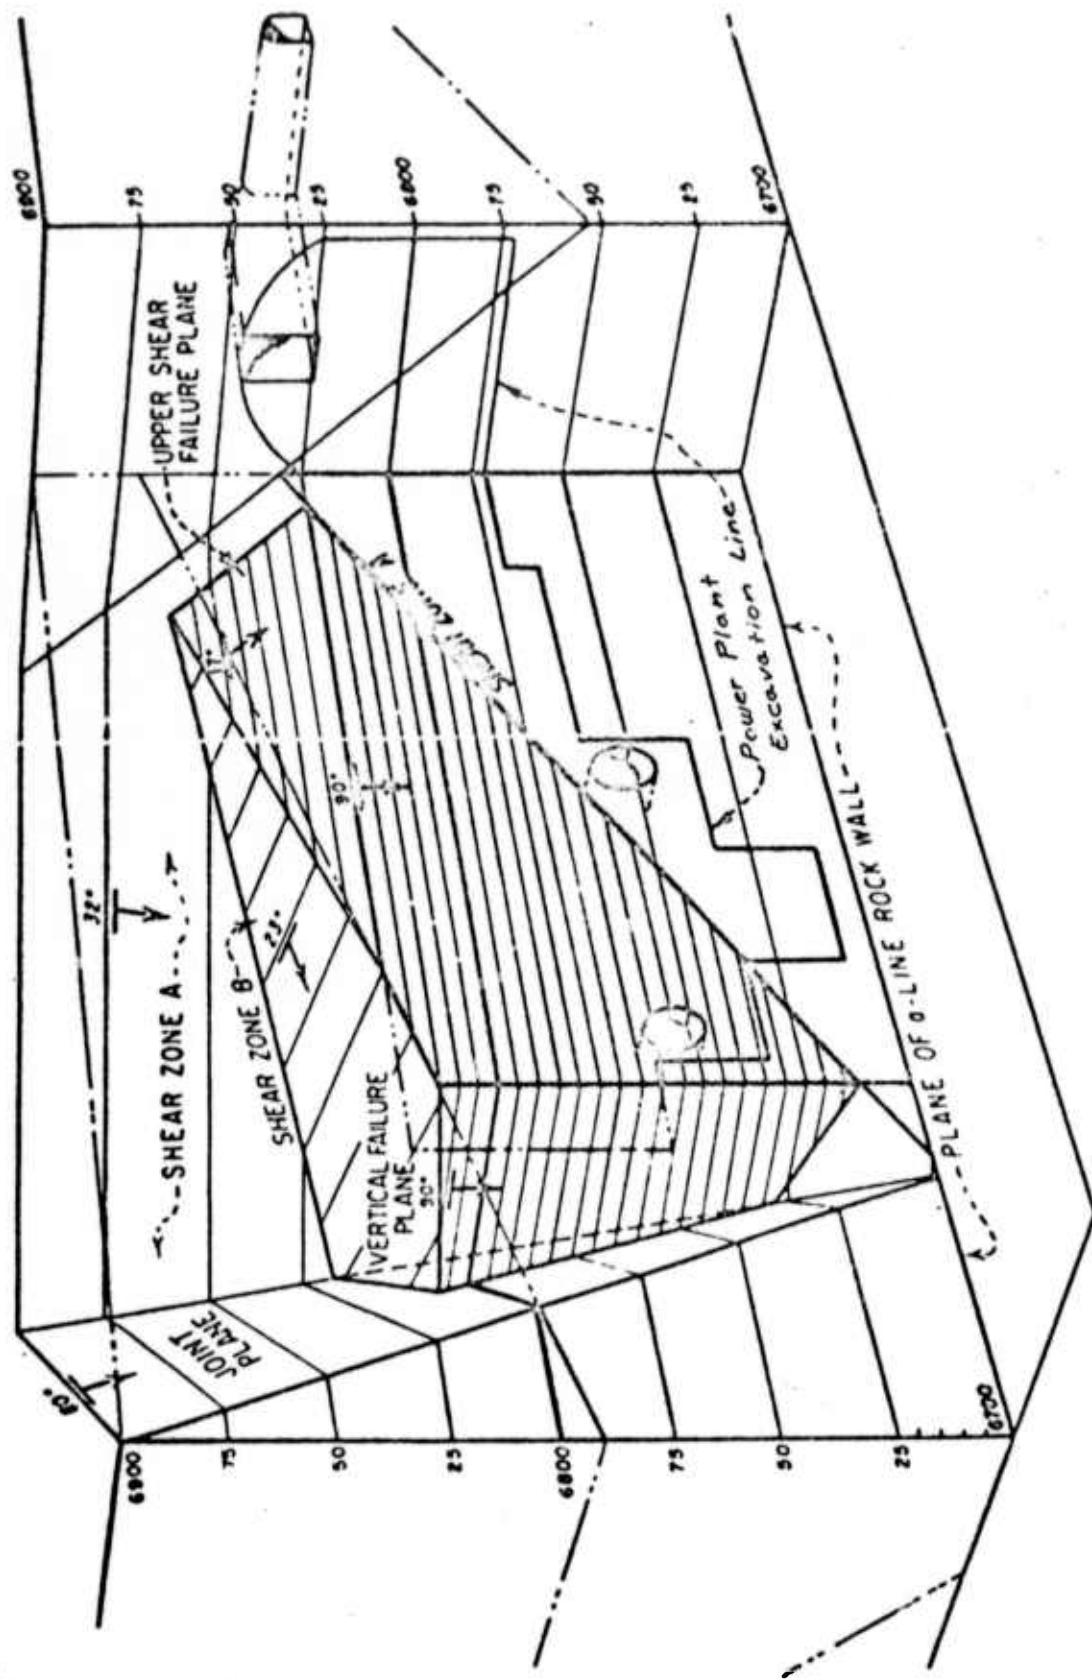 6900
75
50
25
6800
75
50
25
6700
80°
JOINT
PLANE
SHEAR ZONE A
32°
SHEAR ZONE B
23°
VERTICAL FAILURE
PLANE
90°
90°
17°
UPPER SHEAR
FAILURE PLANE
Power Plant
Excavation Line
PLANE OF a-LINE ROCK WALL
6900
75
50
25
6800
75
50
25
6700